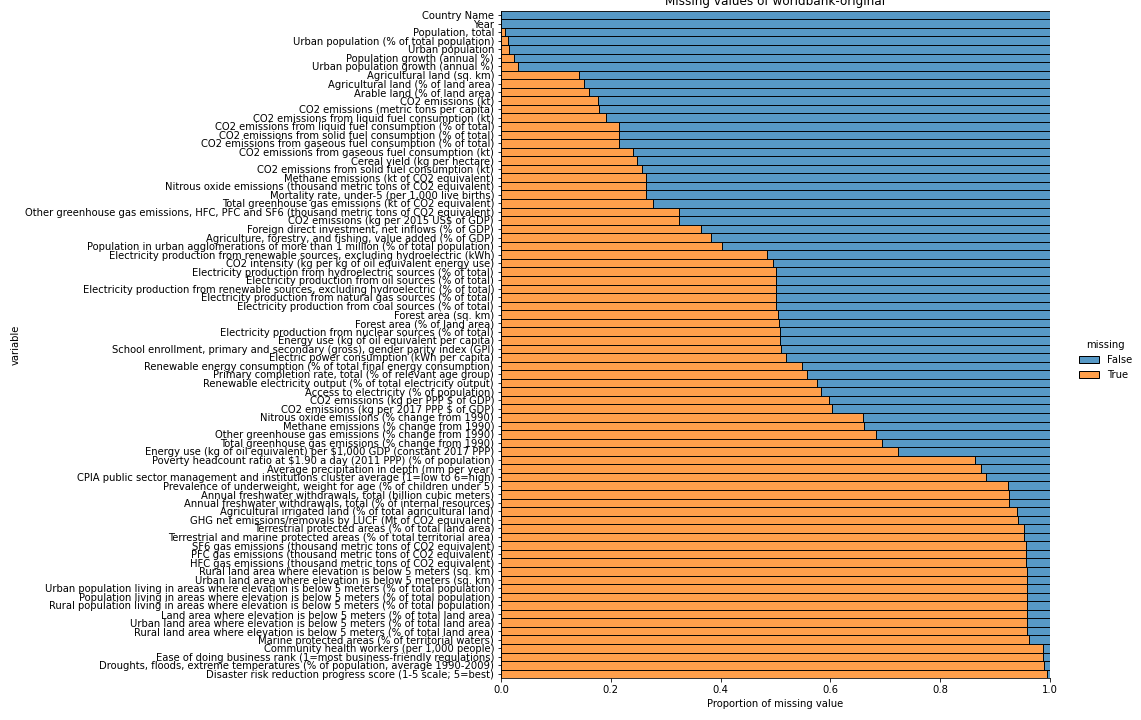 Missing values of worldbank-original
Country Name
Year
Population, total
Urban population (% of total population)
Urban population
Population growth (annual %)
Urban population growth (annual %)
Agricultural land (sq. km)
Agricultural land (% of land area)
Arable land (% of land area)
CO2 emissions (kt)
CO2 emissions (metric tons per capita)
CO2 emissions from liquid fuel consumption (kt)
CO2 emissions from liquid fuel consumption (% of total)
CO2 emissions from solid fuel consumption (% of total)
CO2 emissions from gaseous fuel consumption (% of total)
CO2 emissions from gaseous fuel consumption (kt)
Cereal yield (kg per hectare)
CO2 emissions from solid fuel consumption (kt)
Methane emissions (kt of CO2 equivalent)
Nitrous oxide emissions (thousand metric tons of CO2 equivalent)
Mortality rate, under-5 (per 1,000 live births)
Total greenhouse gas emissions (kt of CO2 equivalent)
Other greenhouse gas emissions, HFC, PFC and SF6 (thousand metric tons of CO2 equivalent)
CO2 emissions (kg per 2015 US$ of GDP)
Foreign direct investment, net inflows (% of GDP)
Agriculture, forestry, and fishing, value added (% of GDP)
Population in urban agglomerations of more than 1 million (% of total population)
Electricity production from renewable sources, excluding hydroelectric (kWh)
CO2 intensity (kg per kg of oil equivalent energy use)
Electricity production from hydroelectric sources (% of total)
Electricity production from oil sources (% of total)
Electricity production from renewable sources, excluding hydroelectric (% of total)
Electricity production from natural gas sources (% of total)
Electricity production from coal sources (% of total)
Forest area (sq. km)
Forest area (% of land area)
Electricity production from nuclear sources (% of total)
Energy use (kg of oil equivalent per capita)
School enrollment, primary and secondary (gross), gender parity index (GPI)
Electric power consumption (kWh per capita)
Renewable energy consumption (% of total final energy consumption)
Primary completion rate, total (% of relevant age group)
Renewable electricity output (% of total electricity output)
Access to electricity (% of population)
CO2 emissions (kg per PPP $ of GDP)
CO2 emissions (kg per 2017 PPP $ of GDP)
Nitrous oxide emissions (% change from 1990)
Methane emissions (% change from 1990)
Other greenhouse gas emissions (% change from 1990)
Total greenhouse gas emissions (% change from 1990)
Energy use (kg of oil equivalent) per $1,000 GDP (constant 2017 PPP)
Poverty headcount ratio at $1.90 a day (2011 PPP) (% of population)
Average precipitation in depth (mm per year)
CPIA public sector management and institutions cluster average (1=low to 6=high)
Prevalence of underweight, weight for age (% of children under 5)
Annual freshwater withdrawals, total (billion cubic meters)
Annual freshwater withdrawals, total (% of internal resources)
Agricultural irrigated land (% of total agricultural land)
GHG net emissions/removals by LUCF (Mt of CO2 equivalent)
Terrestrial protected areas (% of total land area)
Terrestrial and marine protected areas (% of total territorial area)
SF6 gas emissions (thousand metric tons of CO2 equivalent)
PFC gas emissions (thousand metric tons of CO2 equivalent)
HFC gas emissions (thousand metric tons of CO2 equivalent)
Rural land area where elevation is below 5 meters (sq. km)
Urban land area where elevation is below 5 meters (sq. km)
Urban population living in areas where elevation is below 5 meters (% of total population)
Population living in areas where elevation is below 5 meters (% of total population)
Rural population living in areas where elevation is below 5 meters (% of total population)
Land area where elevation is below 5 meters (% of total land area)
Urban land area where elevation is below 5 meters (% of total land area)
Rural land area where elevation is below 5 meters (% of total land area)
Marine protected areas (% of territorial waters)
Community health workers (per 1,000 people)
Ease of doing business rank (1=most business-friendly regulations)
Droughts, floods, extreme temperatures (% of population, average 1990-2009)
Disaster risk reduction progress score (1-5 scale; 5=best)
variable
0.0 0.2 0.4 0.6 0.8 1.0
Proportion of missing value
missing
False
True